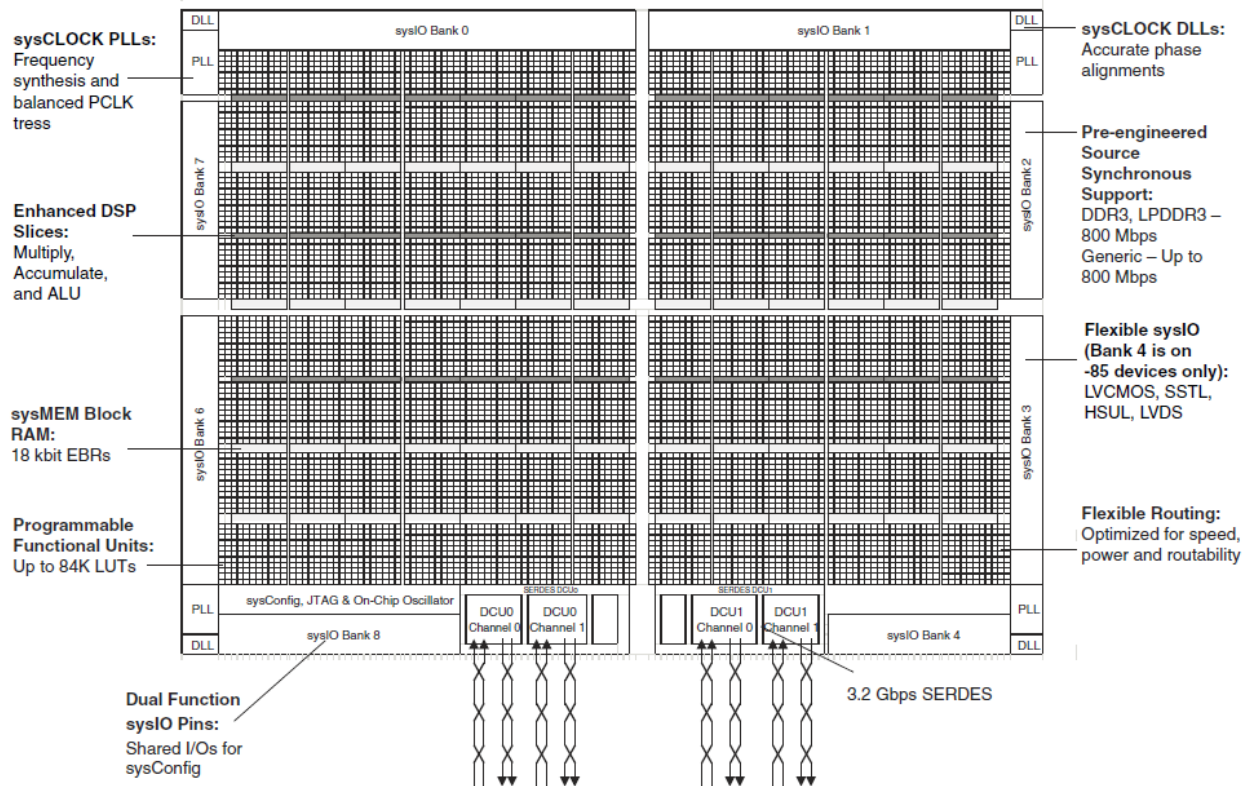 DLL
sysIO Bank 0
sysIO Bank 1
DLL
sysCLOCK PLLs:
Frequency
synthesis and
balanced PCLK
tress
PLL
PLL
sysCLOCK DLLs:
Accurate phase
alignments
sysIO Bank 7
sysIO Bank 2
Pre-engineered
Source
Synchronous
Support:
DDR3, LPDDR3 –
800 Mbps
Generic – Up to
800 Mbps
Enhanced DSP
Slices:
Multiply,
Accumulate,
and ALU
Flexible sysIO
(Bank 4 is on
-85 devices only):
LVCMOS, SSTL,
HSUL, LVDS
sysMEM Block
RAM:
18 kbit EBRs
sysIO Bank 6
sysIO Bank 3
Programmable
Functional Units:
Up to 84K LUTs
Flexible Routing:
Optimized for speed,
power and routability
PLL
sysConfig, JTAG & On-Chip Oscillator
SERDES DCU0
SERDES DCU1
PLL
DCU0
Channel 0
DCU0
Channel 1
DCU1
Channel 0
DCU1
Channel 1
DLL
sysIO Bank 8
sysIO Bank 4
DLL
Dual Function
sysIO Pins:
Shared I/Os for
sysConfig
3.2 Gbps SERDES